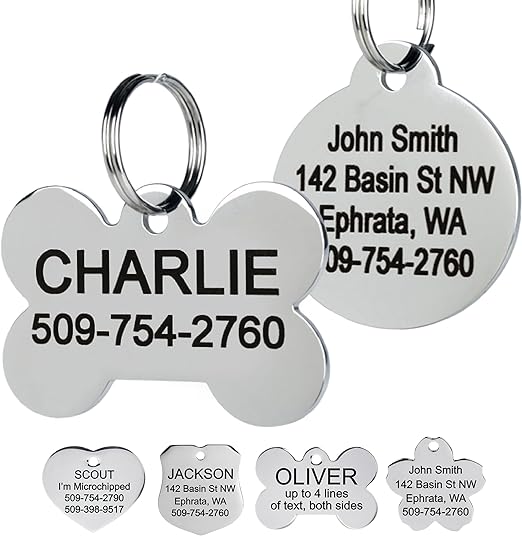 CHARLIE
509-754-2760
John Smith
142 Basin St NW
Ephrata, WA
09-754-2760
SCOUT
I'm Microchipped
509-754-2790
509-398-9517
JACKSON
142 Basin St NW
Ephrata, WA
509-754-2760
OLIVER
up to 4 lines
of text, both sides
John Smith
142 Basin St NW
Ephrata, WA
509-754-2760